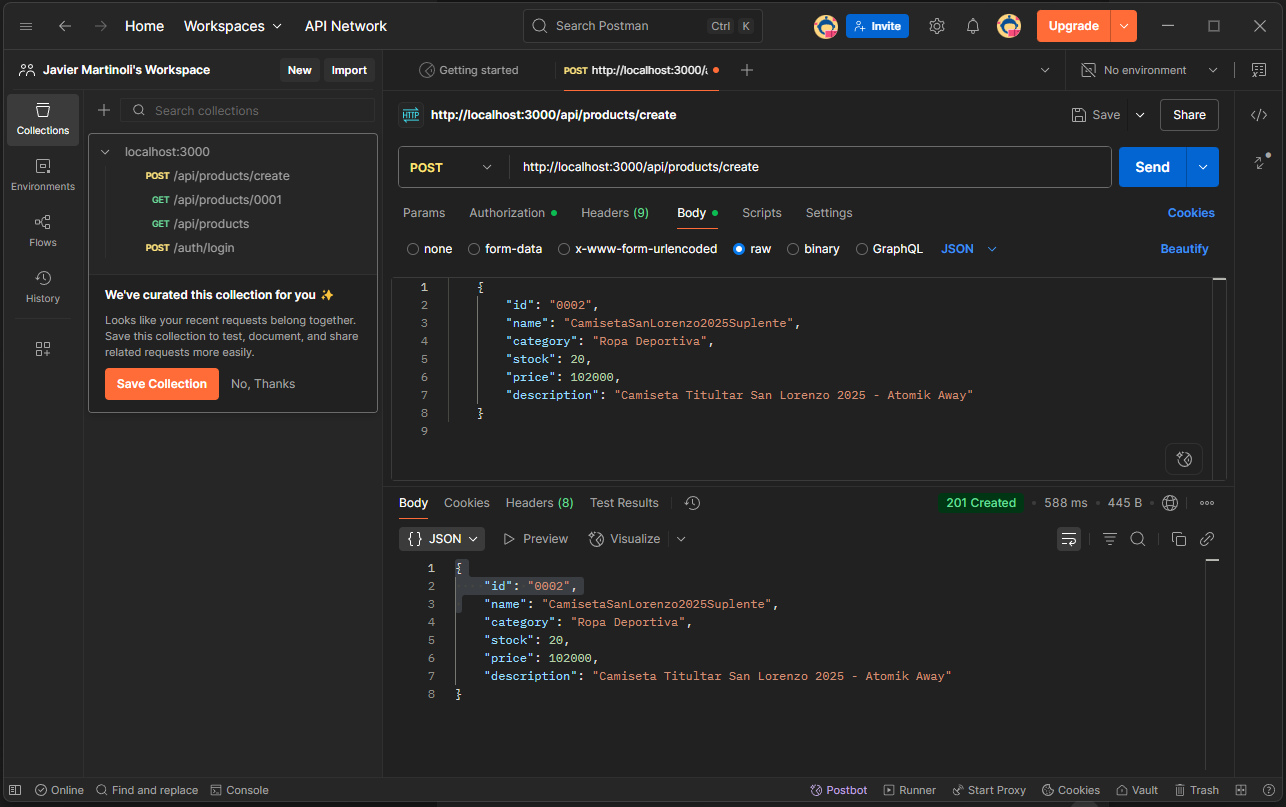 Home Workspaces API Network Search Postman Ctrl K Invite Upgrade
Javier Martinoli's Workspace New Import
Getting started POST http://localhost:3000/a No environment
Collections
Environments
Flows
History
Search collections
localhost:3000
POST /api/products/create
GET /api/products/0001
GET /api/products
POST /auth/login
We've curated this collection for you ✨
Looks like your recent requests belong together.
Save this collection to test, document, and share
related requests more easily.
Save Collection No, Thanks
HTTP http://localhost:3000/api/products/create Save Share
POST http://localhost:3000/api/products/create Send
Params Authorization Headers (9) Body Scripts Settings Cookies
none form-data x-www-form-urlencoded raw binary GraphQL JSON Beautify
1 {
2 "id": "0002",
3 "name": "CamisetaSanLorenzo2025Suplente",
4 "category": "Ropa Deportiva",
5 "stock": 20,
6 "price": 102000,
7 "description": "Camiseta Titultar San Lorenzo 2025 - Atomik Away"
8 }
9
Body Cookies Headers (8) Test Results 201 Created 588 ms 445 B
{} JSON Preview Visualize
1 {
2 "id": "0002",
3 "name": "CamisetaSanLorenzo2025Suplente",
4 "category": "Ropa Deportiva",
5 "stock": 20,
6 "price": 102000,
7 "description": "Camiseta Titultar San Lorenzo 2025 - Atomik Away"
8 }
Online Find and replace Console Postbot Runner Start Proxy Cookies Vault Trash